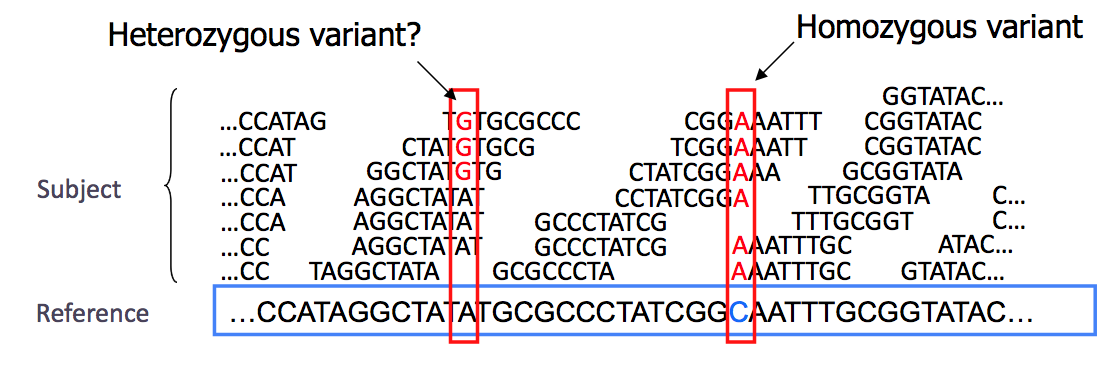 Heterozygous variant? Homozygous variant
GGTATAC...
...CCATAG TGTGCGCCC CGGAAATTT CGGTATAC
...CCAT CTATGTGCG TCGGAAATT CGGTATAC
...CCAT GGCTATGTG CTATCGGAAA GCGGTATA
Subject
...CCA AGGCTATAT CCTATCGGA TTGCGGTA C...
...CCA AGGCTATAT GCCCTATCG TTTGCGGT C...
...CC AGGCTATAT GCCCTATCG AAATTTGC ATAC...
...CC TAGGCTATA GCGCCCTA AAATTTGC GTATAC...
Reference ...CCATAGGCTATATGCGCCCTATCGGCAATTTGCGGTATAC...